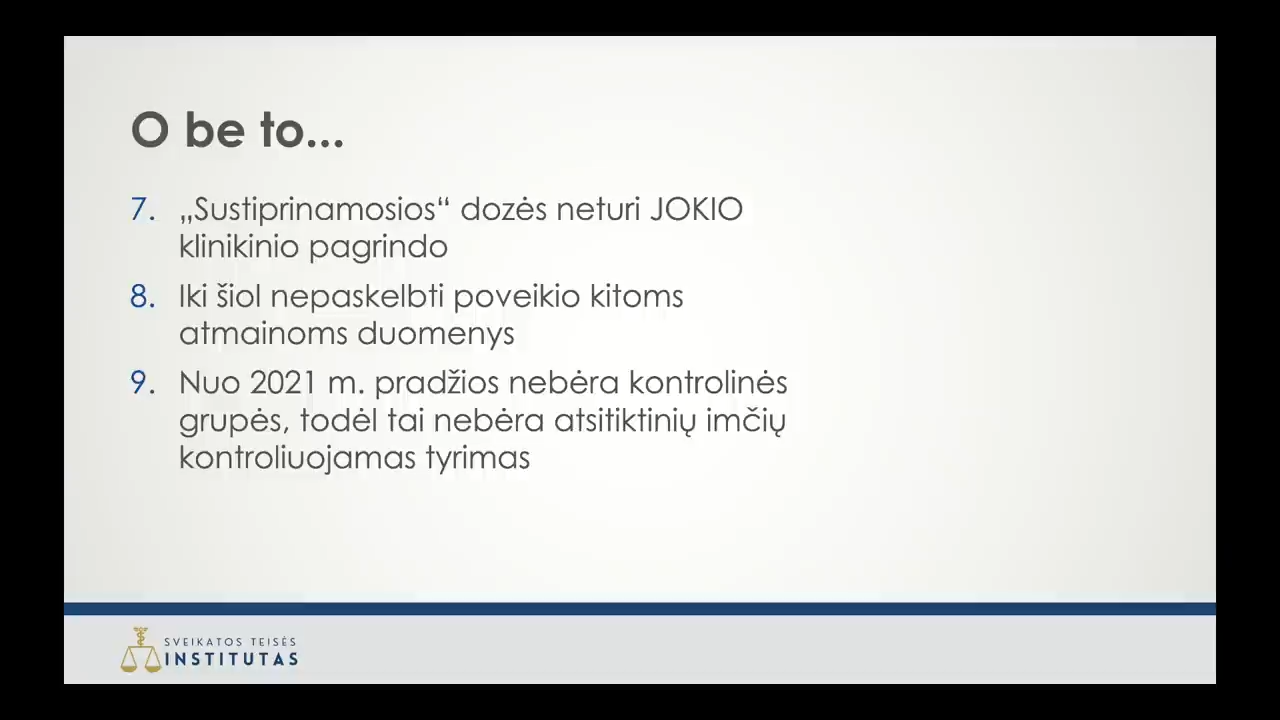 O be to...
7. „Sustiprinamosios“ dozės neturi JOKIO
klinikinio pagrindo
8. Iki šiol nepaskelbti poveikio kitoms
atmainoms duomenys
9. Nuo 2021 m. pradžios nebėra kontrolinės
grupės, todėl tai nebėra atsitiktinių imčių
kontroliuojamas tyrimas
SVEIKATOS TEISĖS
INSTITUTAS